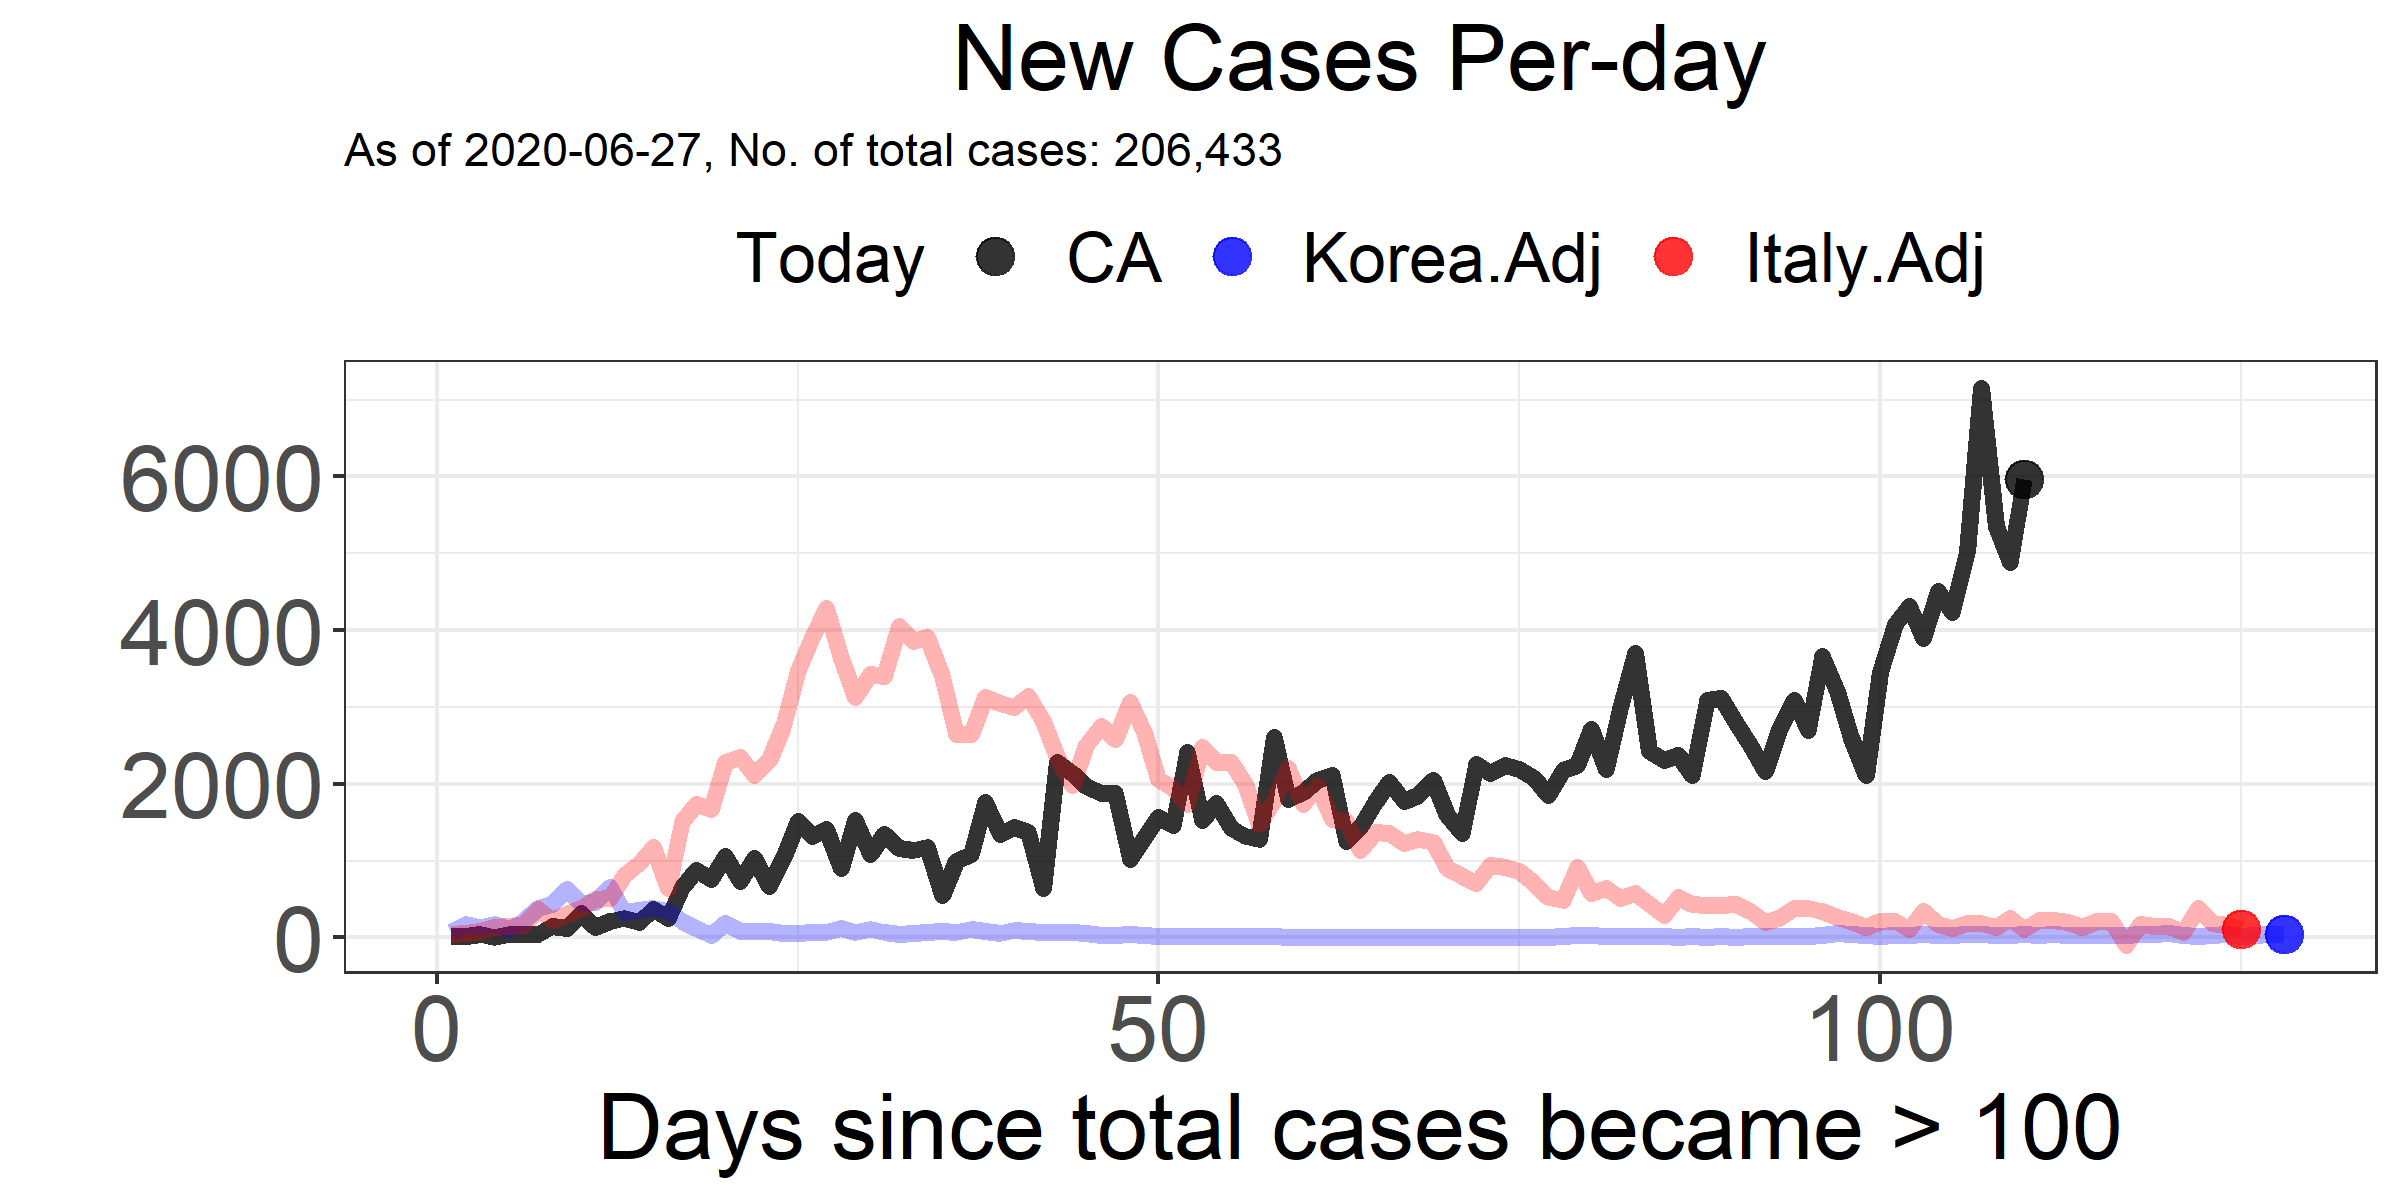 New Cases Per-day
As of 2020-06-27, No. of total cases: 206,433
Today CA Korea.Adj Italy.Adj
6000
4000
2000
0
0 50 100
Days since total cases became > 100